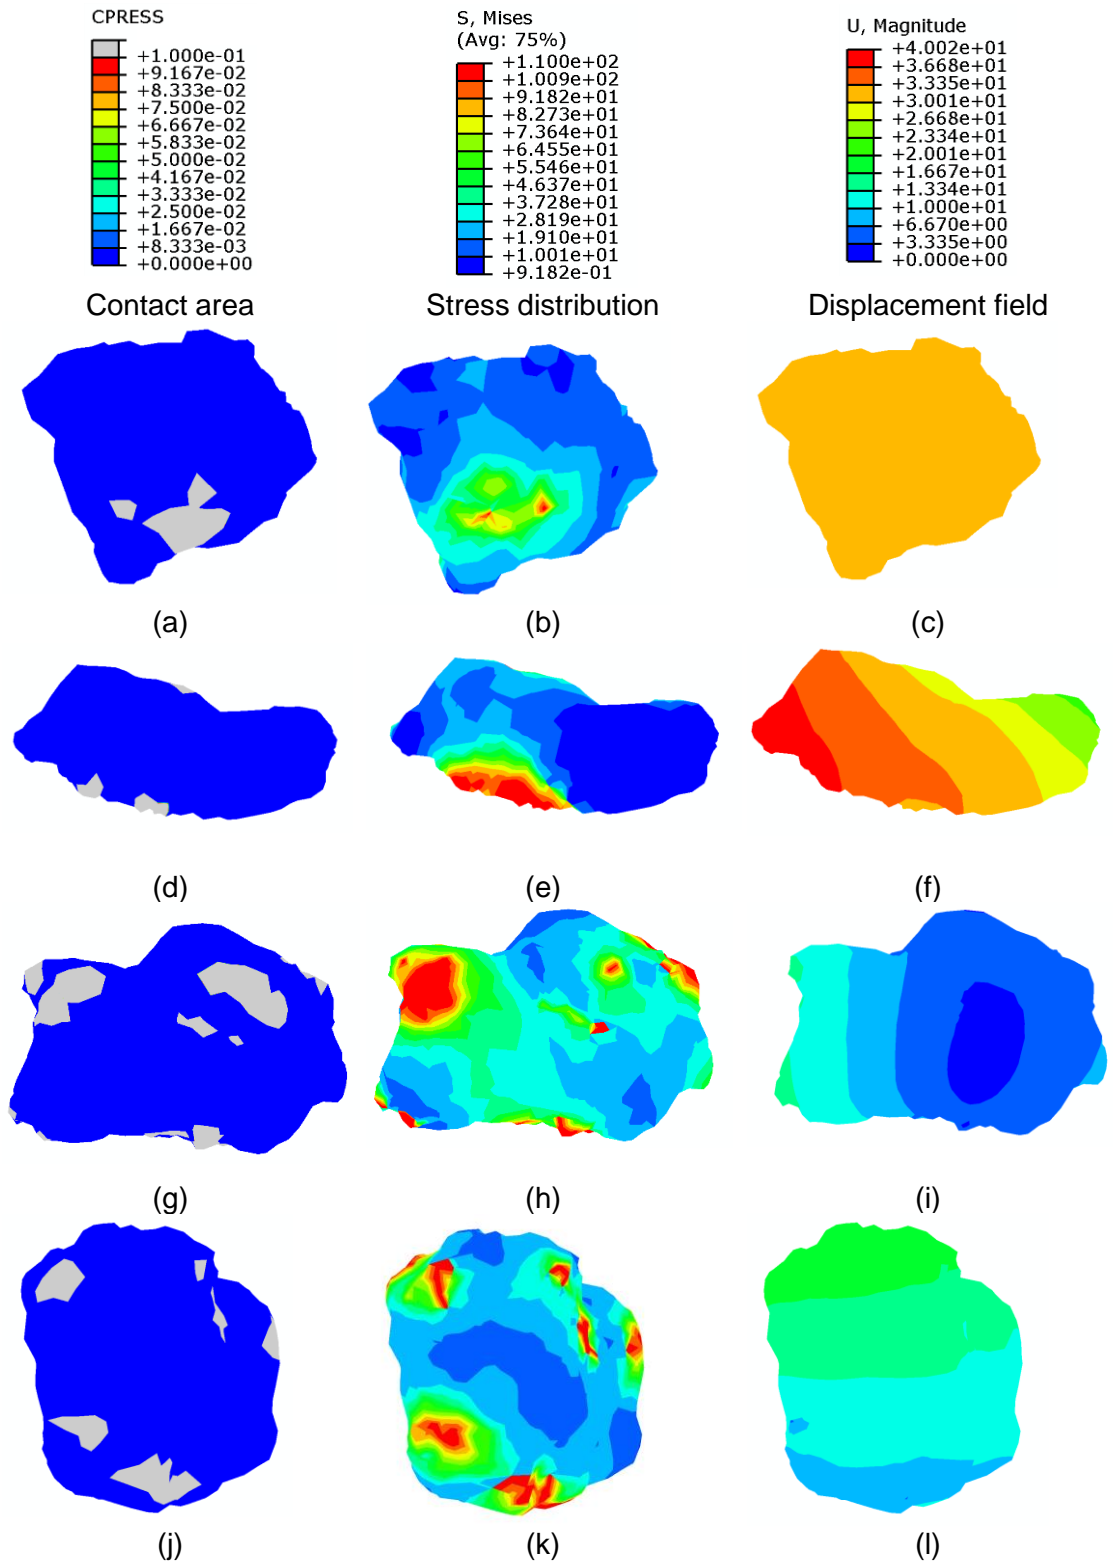 CPRESS
+1.000e-01
+9.167e-02
+8.333e-02
+7.500e-02
+6.667e-02
+5.833e-02
+5.000e-02
+4.167e-02
+3.333e-02
+2.500e-02
+1.667e-02
+8.333e-03
+0.000e+00
S, Mises
(Avg: 75%)
+1.100e+02
+1.009e+02
+9.182e+01
+8.273e+01
+7.364e+01
+6.455e+01
+5.546e+01
+4.637e+01
+3.728e+01
+2.819e+01
+1.910e+01
+1.001e+01
+9.182e-01
U, Magnitude
+4.002e+01
+3.668e+01
+3.335e+01
+3.001e+01
+2.668e+01
+2.334e+01
+2.001e+01
+1.667e+01
+1.334e+01
+1.000e+01
+6.670e+00
+3.335e+00
+0.000e+00
Contact area
Stress distribution
Displacement field
(a)
(b)
(c)
(d)
(e)
(f)
(g)
(h)
(i)
(j)
(k)
(l)